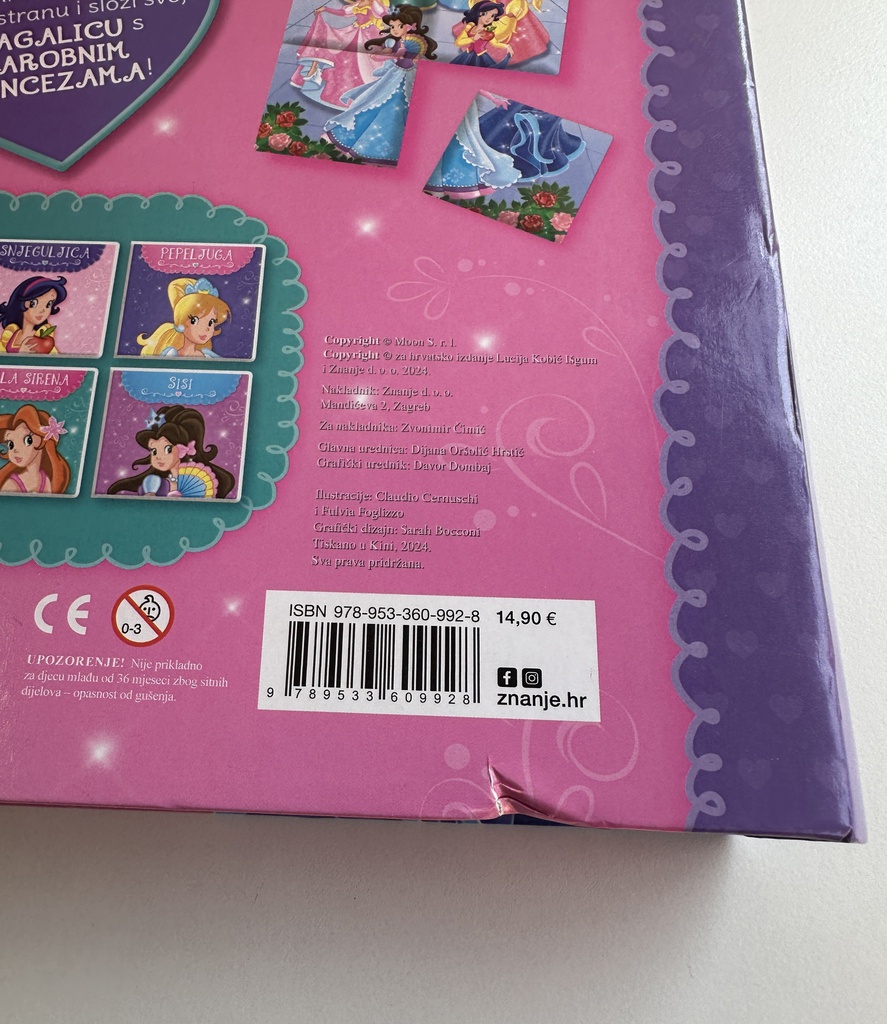 stranu i složi svoj
AGALICU S
AROBNIM
NCEZAMA!
SNJEGULJICA
PEPELJUGA
LA SIRENA
SISI
Copyright © Moon S. r. l.
Copyright © za hrvatsko izdanje Lucija Kobić Išgum
i Znanje d. o. o. 2024.
Nakladnik: Znanje d. o. o.
Mandićeva 2, Zagreb
Za nakladnika: Zvonimir Čimić
Glavna urednica: Dijana Oršolić Hrstić
Grafički urednik: Davor Dombaj
Ilustracije: Claudio Cernuschi
i Fulvia Foglizzo
Grafički dizajn: Sarah Bocconi
Tiskano u Kini, 2024.
Sva prava pridržana.
CE
0-3
UPOZORENJE! Nije prikladno
za djecu mlađu od 36 mjeseci zbog sitnih
dijelova – opasnost od gušenja.
ISBN 978-953-360-992-8 14,90 €
9 789533 609928
znanje.hr